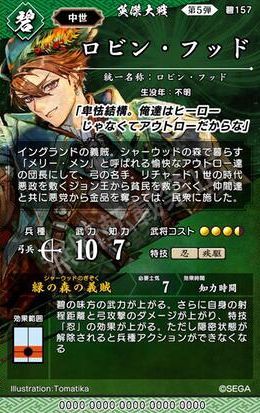 碧 中世 英傑大戦 第5弾 碧157
ロビン・フッド
統一名称:ロビン・フッド
生没年:不明
「卑怯結構。俺達はヒーロー
じゃなくてアウトローだからな」
イングランドの義賊。シャーウッドの森で暮らす
「メリー・メン」と呼ばれる愉快なアウトロー達
の団長にして、弓の名手。リチャード1世の時代
悪政を敷くジョン王から貧民を救うべく、仲間達
と共に悪党から金品を奪っては、民衆に施した。
兵種 武力 知力 武将コスト
弓兵 10 7 特技 忍 疾駆
シャーウッドのぎぞく 必要士気 効果時間
緑の森の義賊 7 知力時間
効果範囲
碧の味方の武力が上がる。さらに自身の射
程距離と弓攻撃のダメージが上がり、特技
「忍」の効果が上がる。ただし隠密状態が解
除されると兵種アクションができなくな
る
Illustration:Tomatika ©SEGA
0000-0000-0000-0000-0000